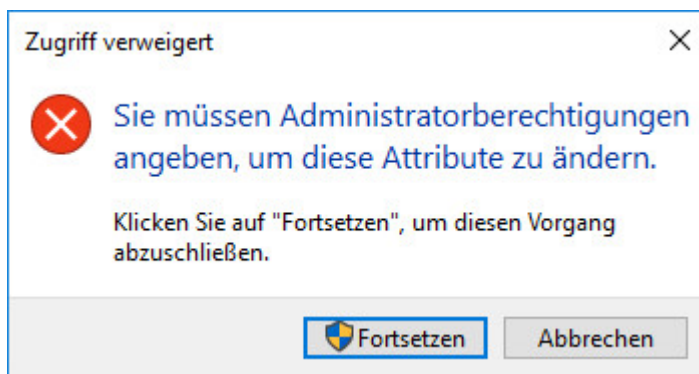 Zugriff verweigert
Sie müssen Administratorberechtigungen
angeben, um diese Attribute zu ändern.
Klicken Sie auf "Fortsetzen", um diesen Vorgang
abzuschließen.
Fortsetzen Abbrechen